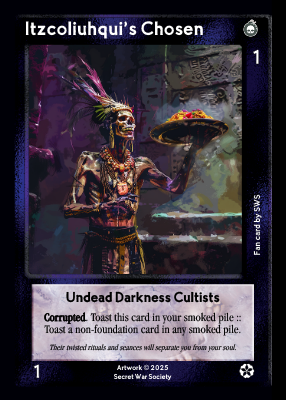 Itzcoliuhqui's Chosen
1
Fan card by SWS
Undead Darkness Cultists
Corrupted. Toast this card in your smoked pile ::
Toast a non-foundation card in any smoked pile.
Their twisted rituals and seances will separate you from your soul.
1
Artwork © 2025
Secret War Society